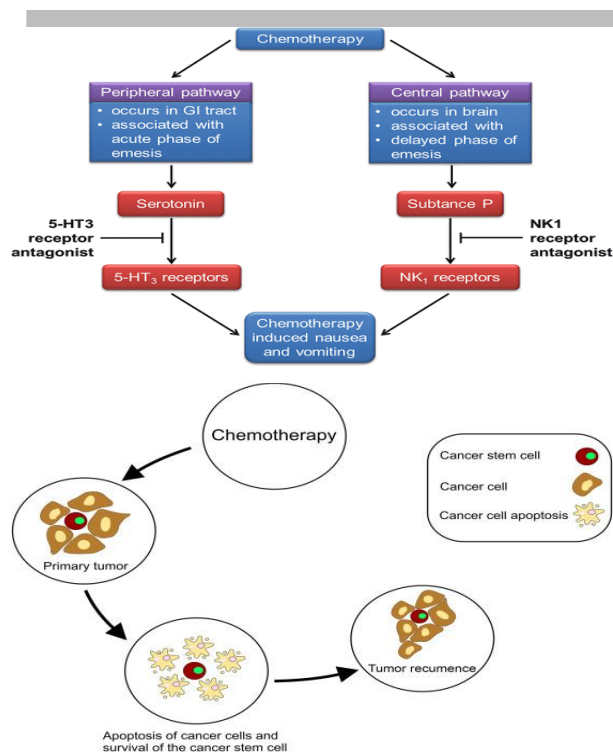 Chemotherapy
Peripheral pathway
• occurs in GI tract
• associated with
acute phase of
emesis
Central pathway
• occurs in brain
• associated with
• delayed phase of
emesis
Serotonin
Subtance P
5-HT3
receptor
antagonist
NK1
receptor
antagonist
5-HT₃ receptors
NK₁ receptors
Chemotherapy
induced nausea
and vomiting
Chemotherapy
Cancer stem cell
Cancer cell
Cancer cell apoptosis
Primary tumor
Tumor recurnence
Apoptosis of cancer cells and
survival of the cancer stem cell